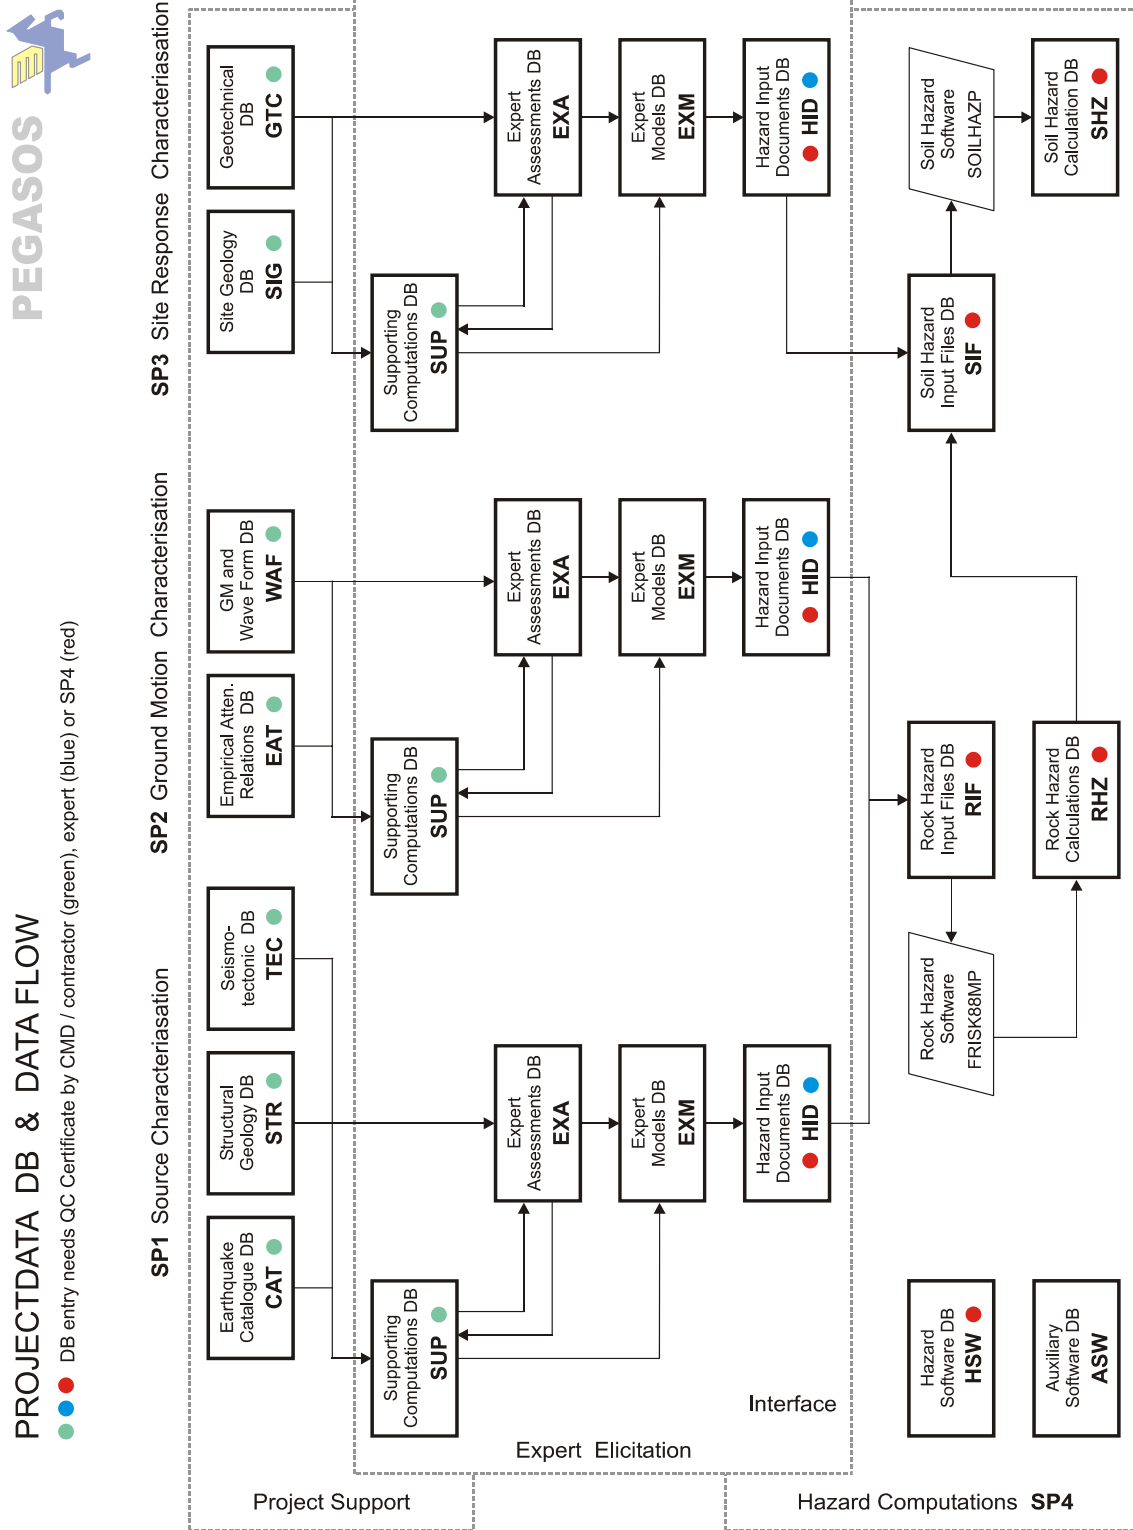 PEGASOS
PROJECTDATA DB & DATA FLOW
DB entry needs QC Certificate by CMD / contractor (green), expert (blue) or SP4 (red)
SP1 Source Characteriasation
SP2 Ground Motion Characterisation
SP3 Site Response Characteriasation
Earthquake
Catalogue DB
CAT
Structural
Geology DB
STR
Seismo-
tectonic DB
TEC
Empirical Atten.
Relations DB
EAT
GM and
Wave Form DB
WAF
Site Geology
DB
SIG
Geotechnical
DB
GTC
Project Support
Supporting
Computations DB
SUP
Supporting
Computations DB
SUP
Supporting
Computations DB
SUP
Expert
Assessments DB
EXA
Expert
Assessments DB
EXA
Expert
Assessments DB
EXA
Expert Elicitation
Expert
Models DB
EXM
Expert
Models DB
EXM
Expert
Models DB
EXM
Interface
Hazard Input
Documents DB
HID
Hazard Input
Documents DB
HID
Hazard Input
Documents DB
HID
Hazard
Software DB
HSW
Rock Hazard
Software
FRISK88MP
Rock Hazard
Input Files DB
RIF
Soil Hazard
Input Files DB
SIF
Soil Hazard
Software
SOILHAZP
Auxiliary
Software DB
ASW
Rock Hazard
Calculations DB
RHZ
Soil Hazard
Calculation DB
SHZ
Hazard Computations SP4